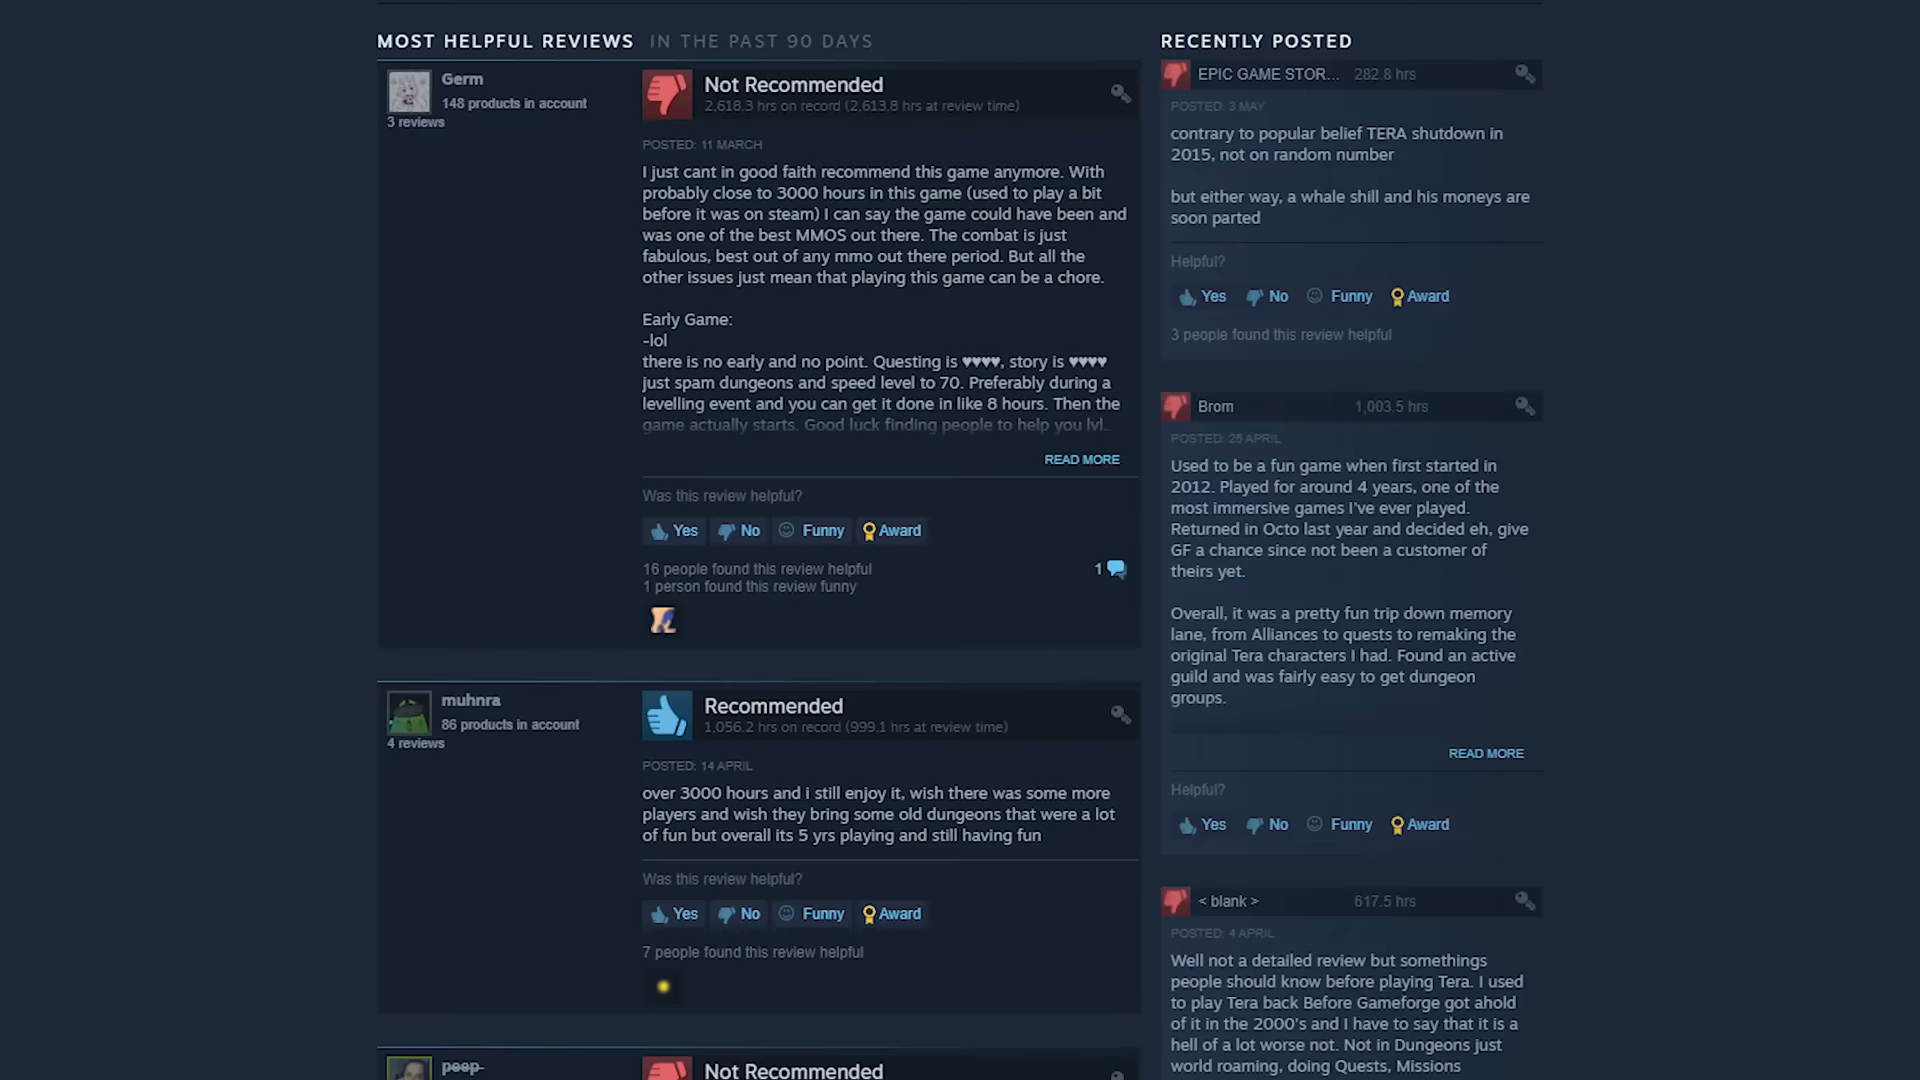 MOST HELPFUL REVIEWS IN THE PAST 90 DAYS
Germ
148 products in account
3 reviews
Not Recommended
2,618.3 hrs on record (2,613.8 hrs at review time)
POSTED: 11 MARCH
I just cant in good faith recommend this game anymore. With
probably close to 3000 hours in this game (used to play a bit
before it was on steam) I can say the game could have been and
was one of the best MMOS out there. The combat is just
fabulous, best out of any mmo out there period. But all the
other issues just mean that playing this game can be a chore.
Early Game:
-lol
there is no early and no point. Questing is ♥♥♥♥, story is ♥♥♥♥
just spam dungeons and speed level to 70. Preferably during a
levelling event and you can get it done in like 8 hours. Then the
game actually starts. Good luck finding people to help you lvl..
READ MORE
Was this review helpful?
Yes No Funny Award
16 people found this review helpful
1 person found this review funny
1
muhnra
86 products in account
4 reviews
Recommended
1,056.2 hrs on record (999.1 hrs at review time)
POSTED: 14 APRIL
over 3000 hours and i still enjoy it, wish there was some more
players and wish they bring some old dungeons that were a lot
of fun but overall its 5 yrs playing and still having fun
Was this review helpful?
Yes No Funny Award
7 people found this review helpful
peep
Not Recommended
RECENTLY POSTED
EPIC GAME STOR... 282.8 hrs
POSTED: 3 MAY
contrary to popular belief TERA shutdown in
2015, not on random number
but either way, a whale shill and his moneys are
soon parted
Helpful?
Yes No Funny Award
3 people found this review helpful
Brom 1,003.5 hrs
POSTED: 25 APRIL
Used to be a fun game when first started in
2012. Played for around 4 years, one of the
most immersive games I've ever played.
Returned in Octo last year and decided eh, give
GF a chance since not been a customer of
theirs yet.
Overall, it was a pretty fun trip down memory
lane, from Alliances to quests to remaking the
original Tera characters I had. Found an active
guild and was fairly easy to get dungeon
groups.
READ MORE
Helpful?
Yes No Funny Award
< blank > 617.5 hrs
POSTED: 4 APRIL
Well not a detailed review but somethings
people should know before playing Tera. I used
to play Tera back Before Gameforge got ahold
of it in the 2000's and I have to say that it is a
hell of a lot worse not. Not in Dungeons just
world roaming, doing Quests, Missions